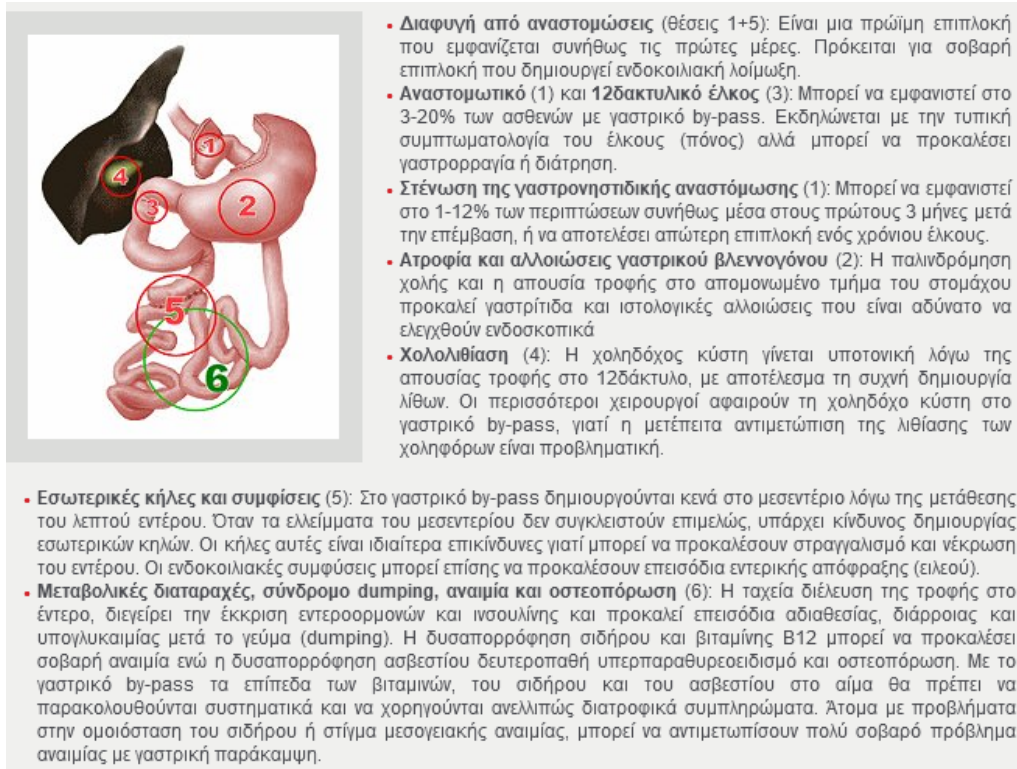 1
4
3
2
5
6
• Διαφυγή από αναστομώσεις (θέσεις 1+5): Είναι μια πρώϊμη επιπλοκή
που εμφανίζεται συνήθως τις πρώτες μέρες. Πρόκειται για σοβαρή
επιπλοκή που δημιουργεί ενδοκοιλιακή λοίμωξη.
• Αναστομωτικό (1) και 12δακτυλικό έλκος (3): Μπορεί να εμφανιστεί στο
3-20% των ασθενών με γαστρικό by-pass. Εκδηλώνεται με την τυπική
συμπτωματολογία του έλκους (πόνος) αλλά μπορεί να προκαλέσει
γαστρορραγία ή διάτρηση.
• Στένωση της γαστρονηστιδικής αναστόμωσης (1): Μπορεί να εμφανιστεί
στο 1-12% των περιπτώσεων συνήθως μέσα στους πρώτους 3 μήνες μετά
την επέμβαση, ή να αποτελέσει απώτερη επιπλοκή ενός χρόνιου έλκους.
• Ατροφία και αλλοιώσεις γαστρικού βλεννογόνου (2): Η παλινδρόμηση
χολής και η απουσία τροφής στο απομονωμένο τμήμα του στομάχου
προκαλεί γαστρίτιδα και ιστολογικές αλλοιώσεις που είναι αδύνατο να
ελεγχθούν ενδοσκοπικά
• Χολολιθίαση (4): Η χοληδόχος κύστη γίνεται υποτονική λόγω της
απουσίας τροφής στο 12δάκτυλο, με αποτέλεσμα τη συχνή δημιουργία
λίθων. Οι περισσότεροι χειρουργοί αφαιρούν τη χοληδόχο κύστη στο
γαστρικό by-pass, γιατί η μετέπειτα αντιμετώπιση της λιθίασης των
χοληφόρων είναι προβληματική.
• Εσωτερικές κήλες και συμφίσεις (5): Στο γαστρικό by-pass δημιουργούνται κενά στο μεσεντέριο λόγω της μετάθεσης
του λεπτού εντέρου. Όταν τα ελλείμματα του μεσεντερίου δεν συγκλειστούν επιμελώς, υπάρχει κίνδυνος δημιουργίας
εσωτερικών κηλών. Οι κήλες αυτές είναι ιδιαίτερα επικίνδυνες γιατί μπορεί να προκαλέσουν στραγγαλισμό και νέκρωση
του εντέρου. Οι ενδοκοιλιακές συμφύσεις μπορεί επίσης να προκαλέσουν επεισόδια εντερικής απόφραξης (ειλεού).
• Μεταβολικές διαταραχές, σύνδρομο dumping, αναιμία και οστεοπόρωση (6): Η ταχεία διέλευση της τροφής στο
έντερο, διεγείρει την έκκριση εντεροορμονών και ινσουλίνης και προκαλεί επεισόδια αδιαθεσίας, διάρροιας και
υπογλυκαιμίας μετά το γεύμα (dumping). Η δυσαπορρόφηση σιδήρου και βιταμίνης Β12 μπορεί να προκαλέσει
σοβαρή αναιμία ενώ η δυσαπορρόφηση ασβεστίου δευτεροπαθή υπερπαραθυρεοειδισμό και οστεοπόρωση. Με το
γαστρικό by-pass τα επίπεδα των βιταμινών, του σιδήρου και του ασβεστίου στο αίμα θα πρέπει να
παρακολουθούνται συστηματικά και να χορηγούνται ανελλιπώς διατροφικά συμπληρώματα. Άτομα με προβλήματα
στην ομοιόσταση του σιδήρου ή στίγμα μεσογειακής αναιμίας, μπορεί να αντιμετωπίσουν πολύ σοβαρό πρόβλημα
αναιμίας με γαστρική παράκαμψη.